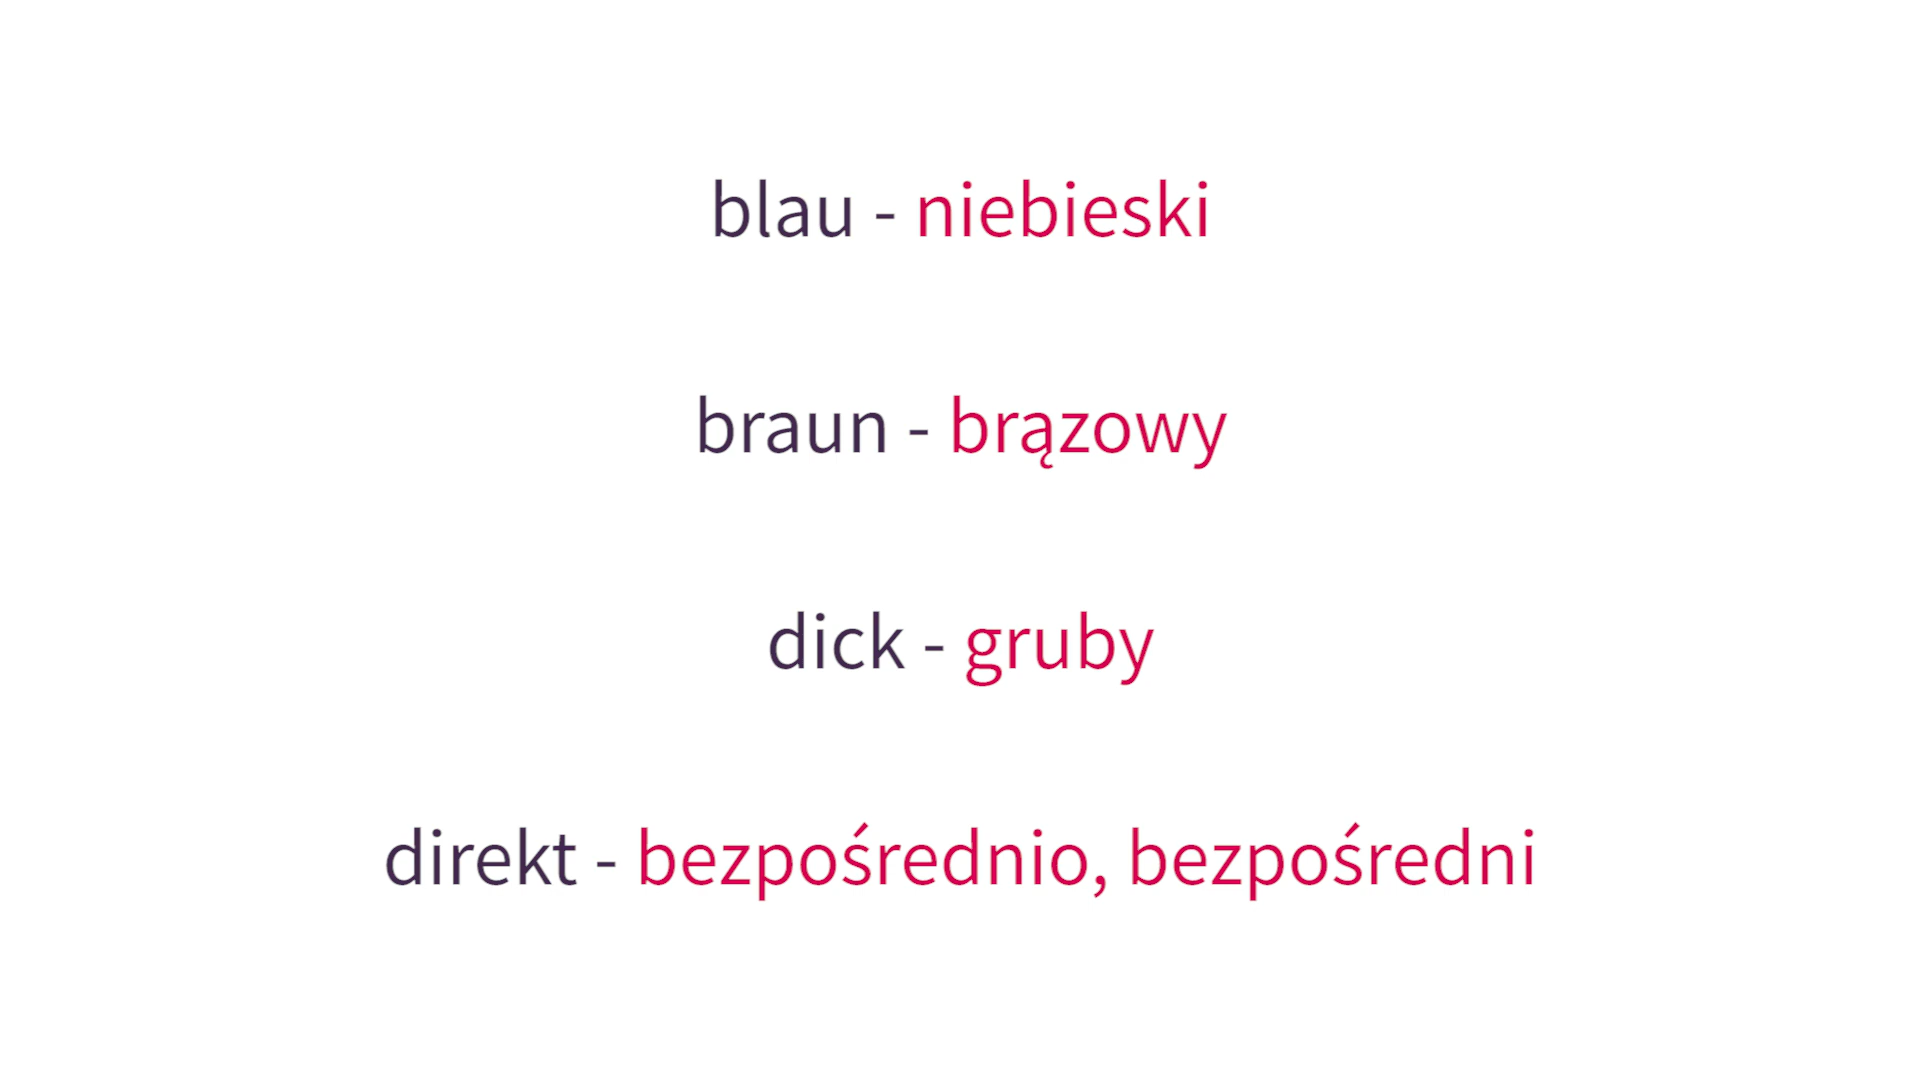 blau - niebieski
braun - brązowy
dick - gruby
direkt - bezpośrednio, bezpośredni